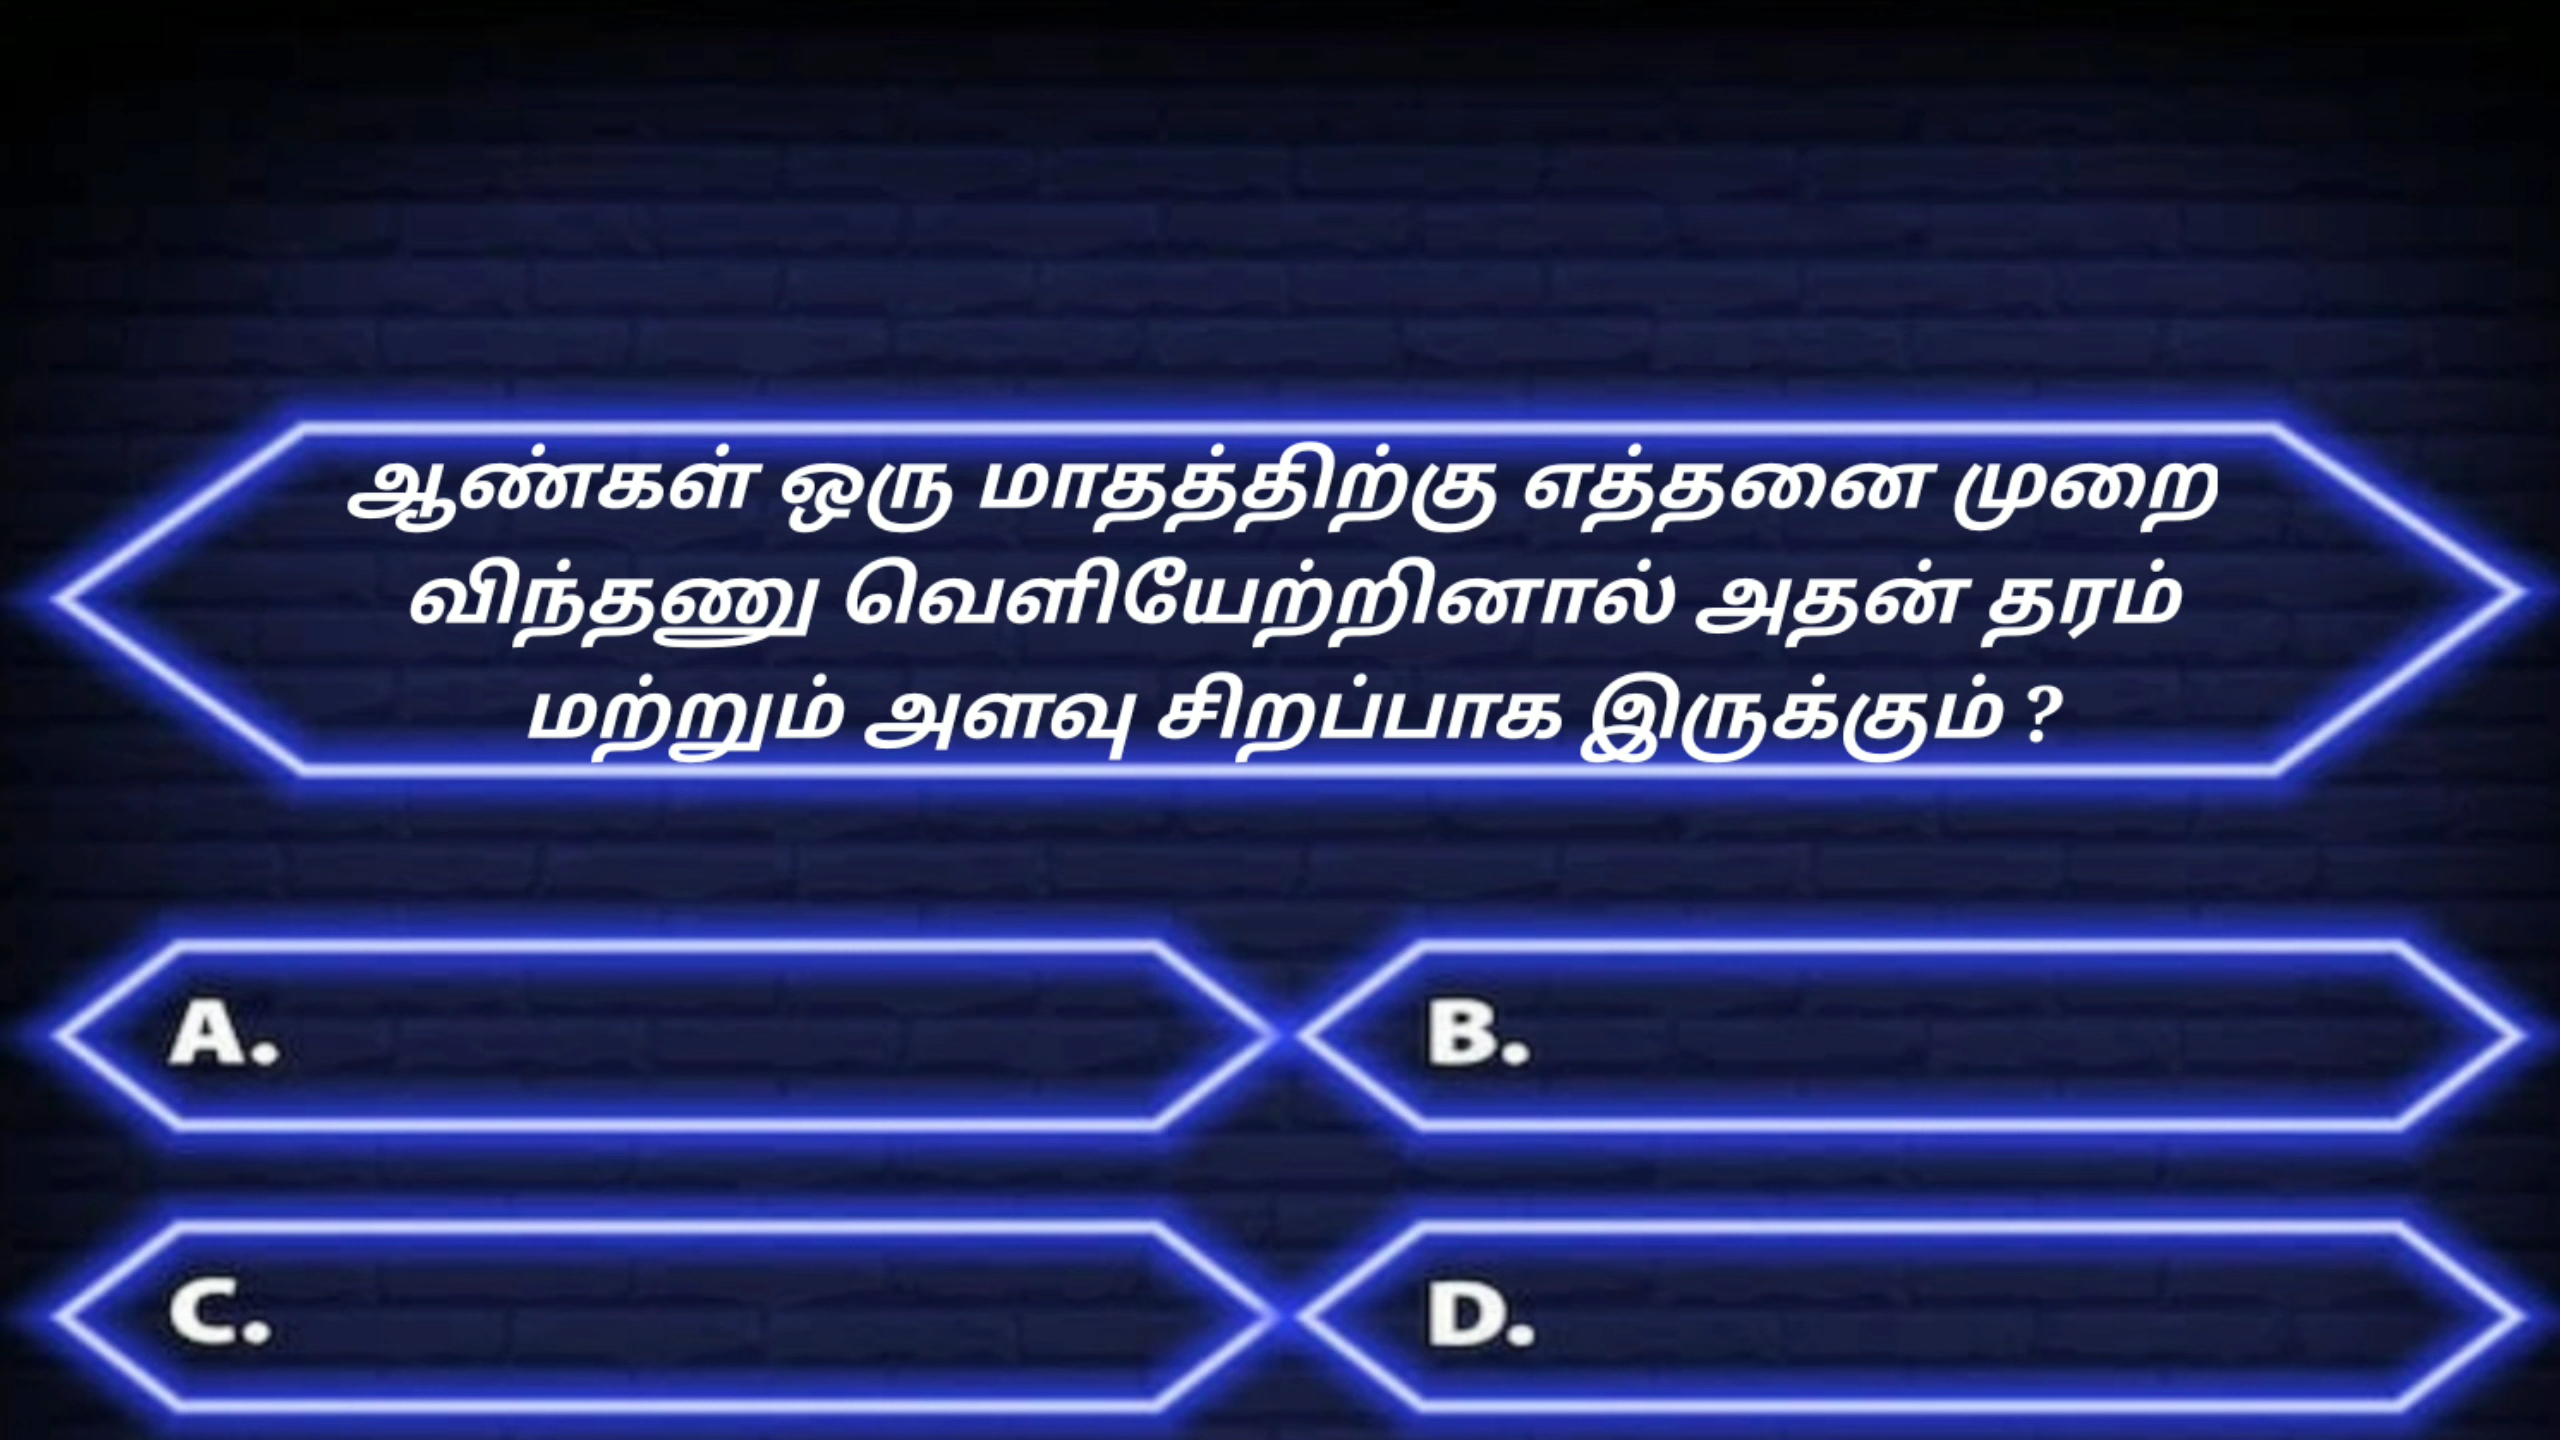 ஆண்கள் ஒரு மாதத்திற்கு எத்தனை முறை
விந்தணு வெளியேற்றினால் அதன் தரம்
மற்றும் அளவு சிறப்பாக இருக்கும் ?
A.
B.
C.
D.